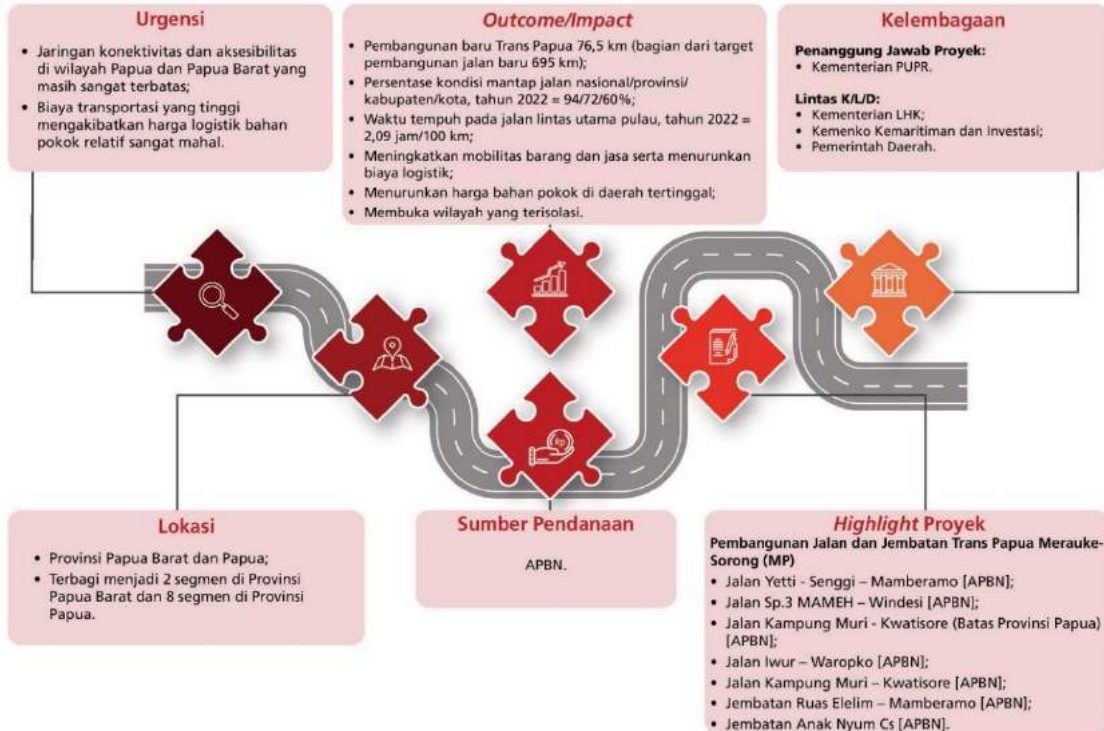 Urgensi
• Jaringan konektivitas dan aksesibilitas
di wilayah Papua dan Papua Barat yang
masih sangat terbatas;
• Biaya transportasi yang tinggi
mengakibatkan harga logistik bahan
pokok relatif sangat mahal.
Outcome/Impact
• Pembangunan baru Trans Papua 76,5 km (bagian dari target
pembangunan jalan baru 695 km);
• Persentase kondisi mantap jalan nasional/provinsi/
kabupaten/kota, tahun 2022 = 94/72/60%;
• Waktu tempuh pada jalan lintas utama pulau, tahun 2022 =
2,09 jam/100 km;
• Meningkatkan mobilitas barang dan jasa serta menurunkan
biaya logistik;
• Menurunkan harga bahan pokok di daerah tertinggal;
• Membuka wilayah yang terisolasi.
Kelembagaan
Penanggung Jawab Proyek:
• Kementerian PUPR.
Lintas K/L/D:
• Kementerian LHK;
• Kemenko Kemaritiman dan Investasi;
• Pemerintah Daerah.
Rp
Lokasi
• Provinsi Papua Barat dan Papua;
• Terbagi menjadi 2 segmen di Provinsi
Papua Barat dan 8 segmen di Provinsi
Papua.
Sumber Pendanaan
APBN.
Highlight Proyek
Pembangunan Jalan dan Jembatan Trans Papua Merauke-
Sorong (MP)
• Jalan Yetti - Senggi – Mamberamo [APBN];
• Jalan Sp.3 MAMEH – Windesi [APBN];
• Jalan Kampung Muri - Kwatisore (Batas Provinsi Papua)
[APBN];
• Jalan Iwur – Waropko [APBN];
• Jalan Kampung Muri – Kwatisore [APBN];
• Jembatan Ruas Elelim – Mamberamo [APBN];
• Jembatan Anak Nyum Cs [APBN].